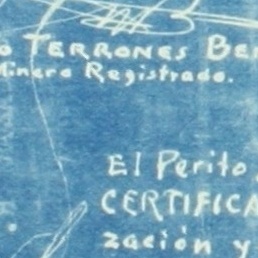 o TERRONES BE
Minero Registrado.
El Perito
CERTIFICA
zación y